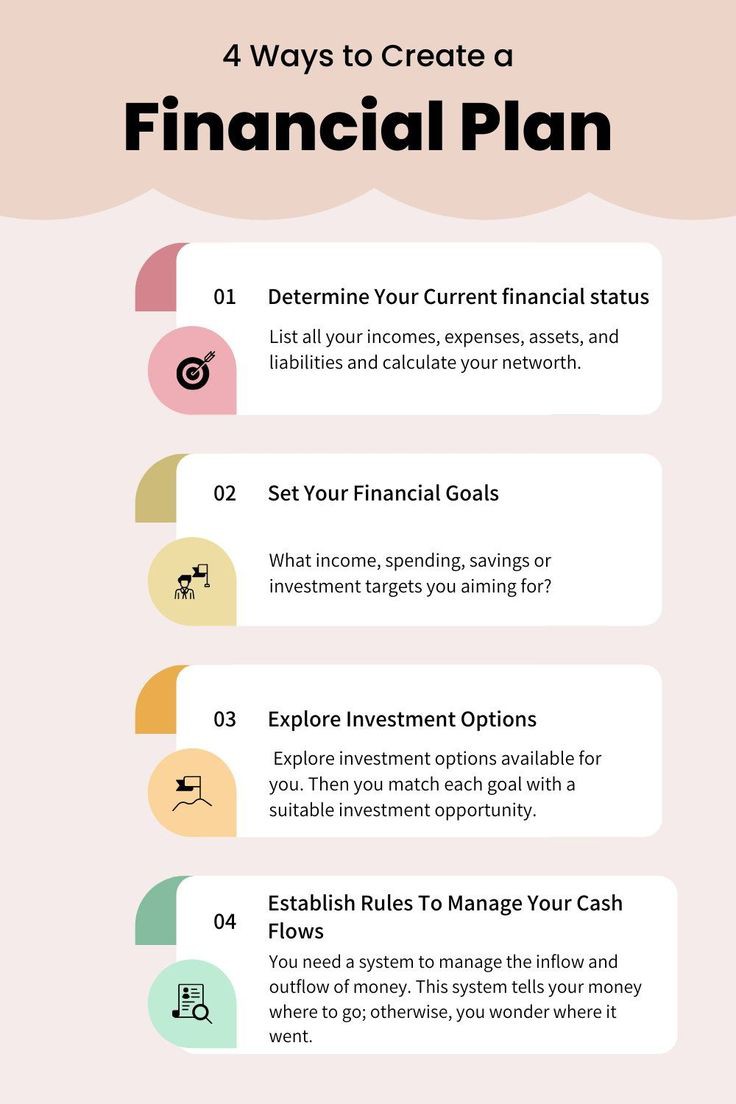 4 Ways to Create a
Financial Plan
01
Determine Your Current financial status
List all your incomes, expenses, assets, and
liabilities and calculate your networth.
02
Set Your Financial Goals
What income, spending, savings or
investment targets you aiming for?
03
Explore Investment Options
Explore investment options available for
you. Then you match each goal with a
suitable investment opportunity.
04
Establish Rules To Manage Your Cash
Flows
You need a system to manage the inflow and
outflow of money. This system tells your money
where to go; otherwise, you wonder where it
went.